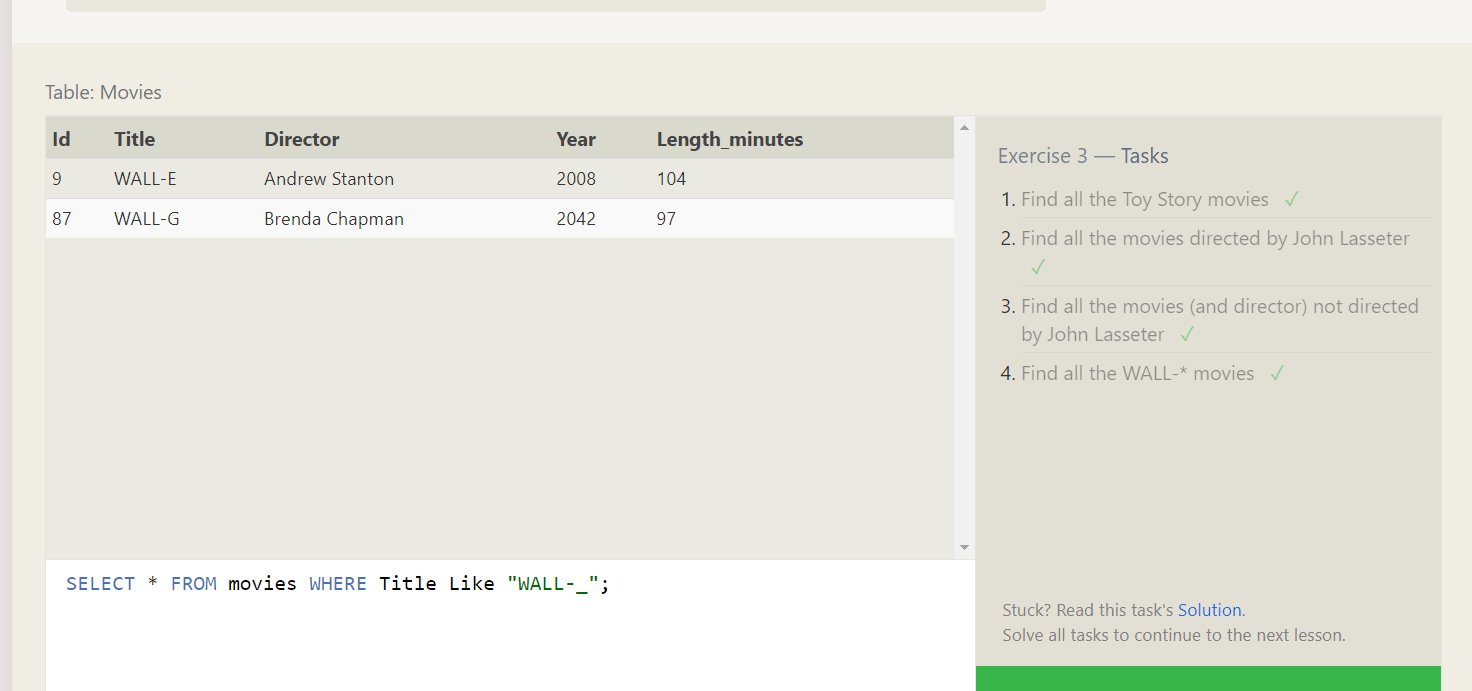 Table: Movies
Id Title Director Year Length_minutes
9 WALL-E Andrew Stanton 2008 104
87 WALL-G Brenda Chapman 2042 97
SELECT * FROM movies WHERE Title Like "WALL-_";
Exercise 3 — Tasks
1. Find all the Toy Story movies ✓
2. Find all the movies directed by John Lasseter
✓
3. Find all the movies (and director) not directed
by John Lasseter ✓
4. Find all the WALL-* movies ✓
Stuck? Read this task's Solution.
Solve all tasks to continue to the next lesson.